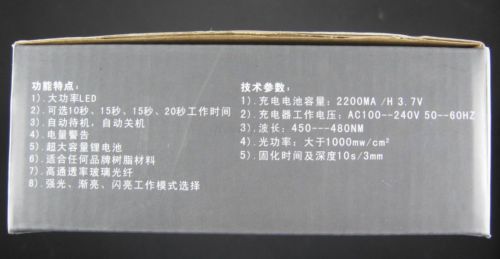 功能特点：
1).大功率LED
2).可选10秒、15秒、15秒、20秒工作时间
3).自动待机，自动关机
4).电量警告
5).超大容量锂电池
6).适合任何品牌树脂材料
7).高通透率玻璃光纤
8).强光、渐亮、闪亮工作模式选择
技术参数：
1).充电电池容量：2200MA /H 3.7V
2).充电器工作电压：AC100--240V 50--60HZ
3).波长：450---480NM
4).光功率：大于1000mw/cm²
5).固化时间及深度10s/3mm